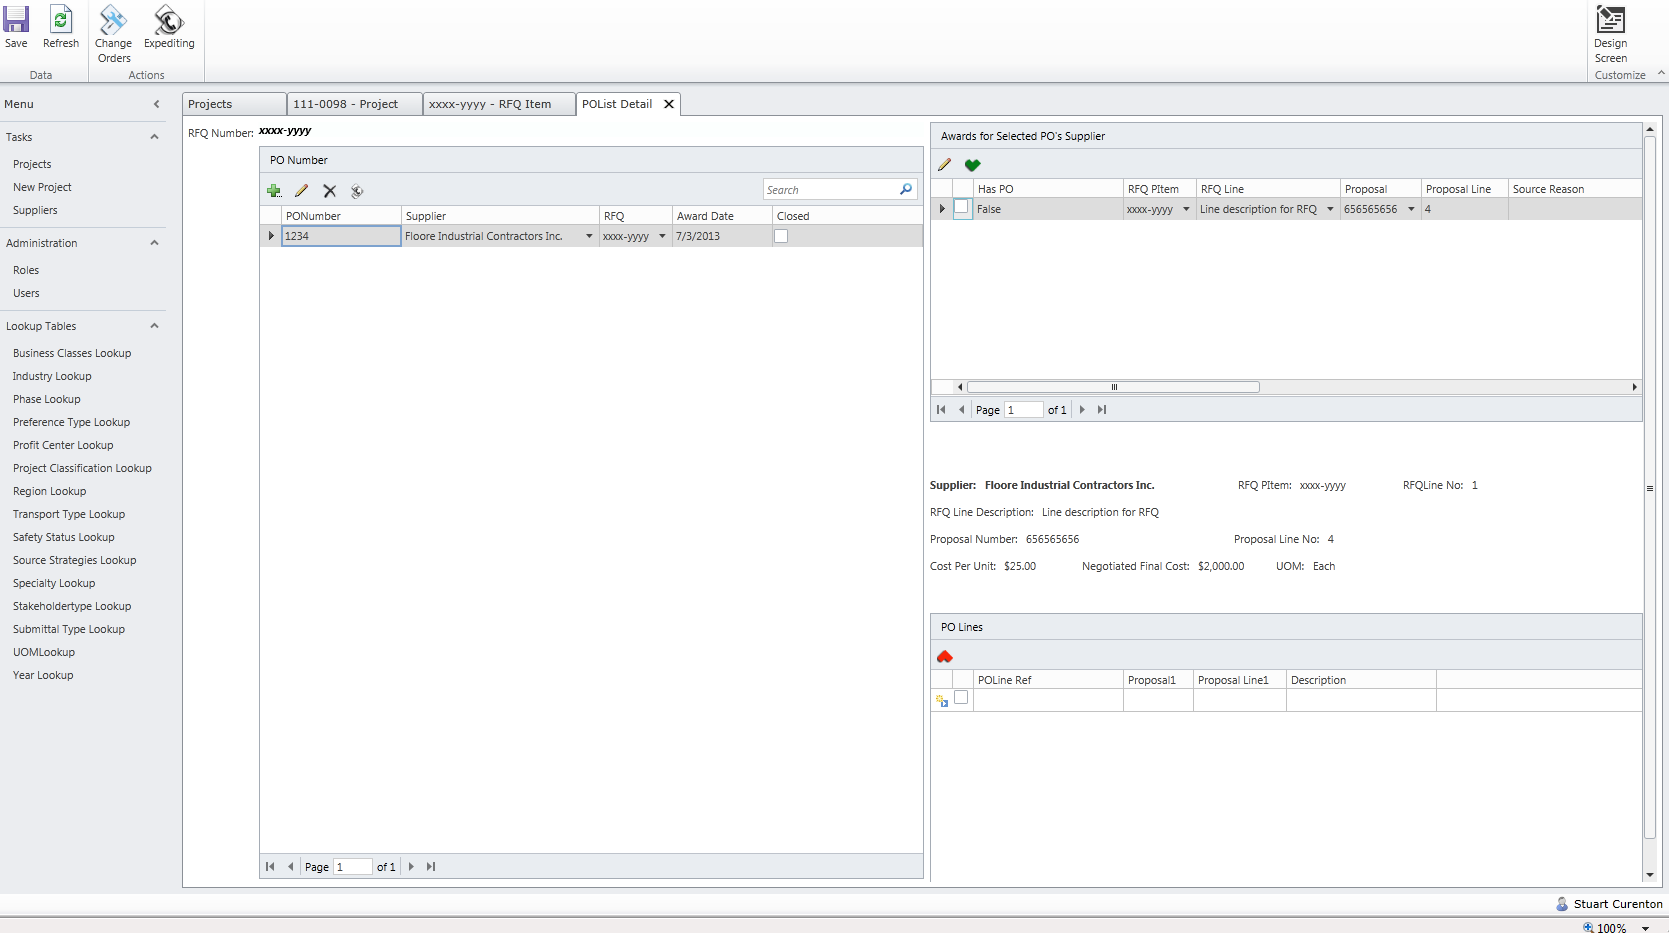 Save
Refresh
Change Orders
Expediting
Design Screen
Data
Actions
Customize
Menu
Projects
111-0098 - Project
xxxx-yyyy - RFQ Item
POList Detail
Tasks
Projects
New Project
Suppliers
Administration
Roles
Users
Lookup Tables
Business Classes Lookup
Industry Lookup
Phase Lookup
Preference Type Lookup
Profit Center Lookup
Project Classification Lookup
Region Lookup
Transport Type Lookup
Safety Status Lookup
Source Strategies Lookup
Specialty Lookup
Stakeholdertype Lookup
Submittal Type Lookup
UOMLookup
Year Lookup
RFQ Number: xxxx-yyyy
PO Number
Search
PONumber Supplier RFQ Award Date Closed
1234 Floore Industrial Contractors Inc. xxxx-yyyy 7/3/2013
Page 1 of 1
Awards for Selected PO's Supplier
Has PO RFQ PItem RFQ Line Proposal Proposal Line Source Reason
False xxxx-yyyy Line description for RFQ 656565656 4
Page 1 of 1
Supplier: Floore Industrial Contractors Inc. RFQ PItem: xxxx-yyyy RFQLine No: 1
RFQ Line Description: Line description for RFQ
Proposal Number: 656565656 Proposal Line No: 4
Cost Per Unit: $25.00 Negotiated Final Cost: $2,000.00 UOM: Each
PO Lines
POLine Ref Proposal1 Proposal Line1 Description
Stuart Curenton
100%